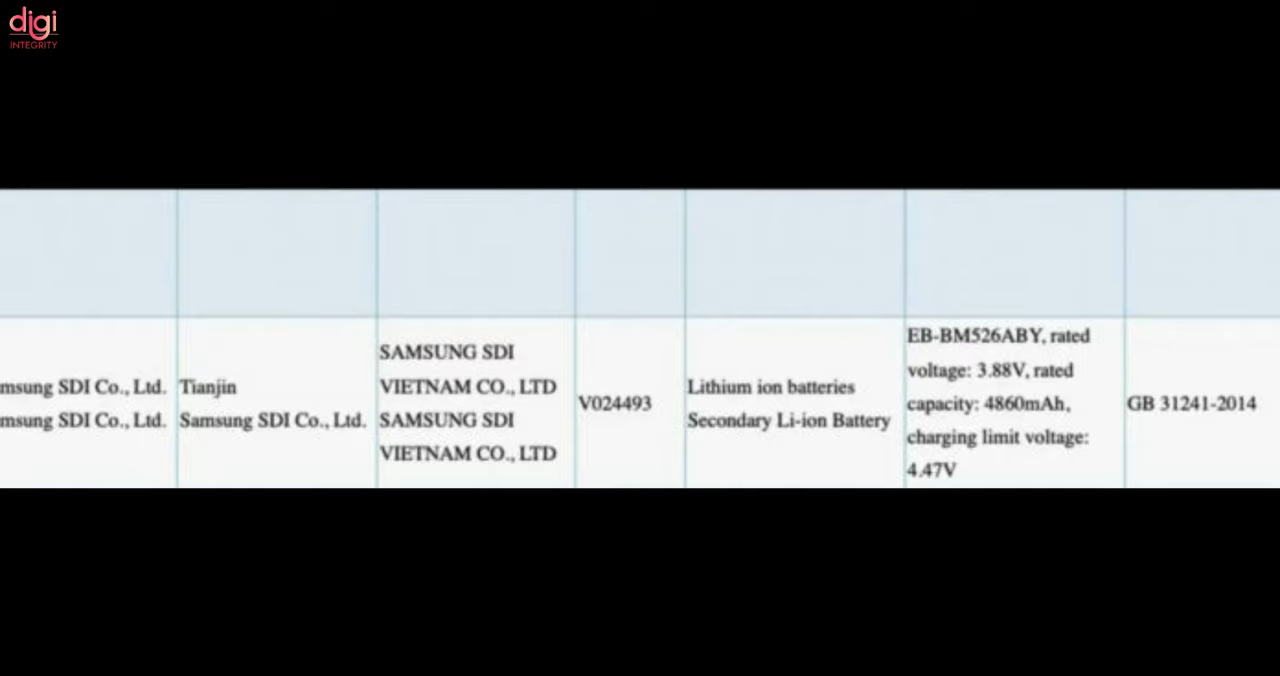 digi
INTEGRITY
msung SDI Co., Ltd.
msung SDI Co., Ltd.
Tianjin
Samsung SDI Co., Ltd.
SAMSUNG SDI
VIETNAM CO., LTD
SAMSUNG SDI
VIETNAM CO., LTD
V024493
Lithium ion batteries
Secondary Li-ion Battery
EB-BM526ABY, rated
voltage: 3.88V, rated
capacity: 4860mAh,
charging limit voltage:
4.47V
GB 31241-2014